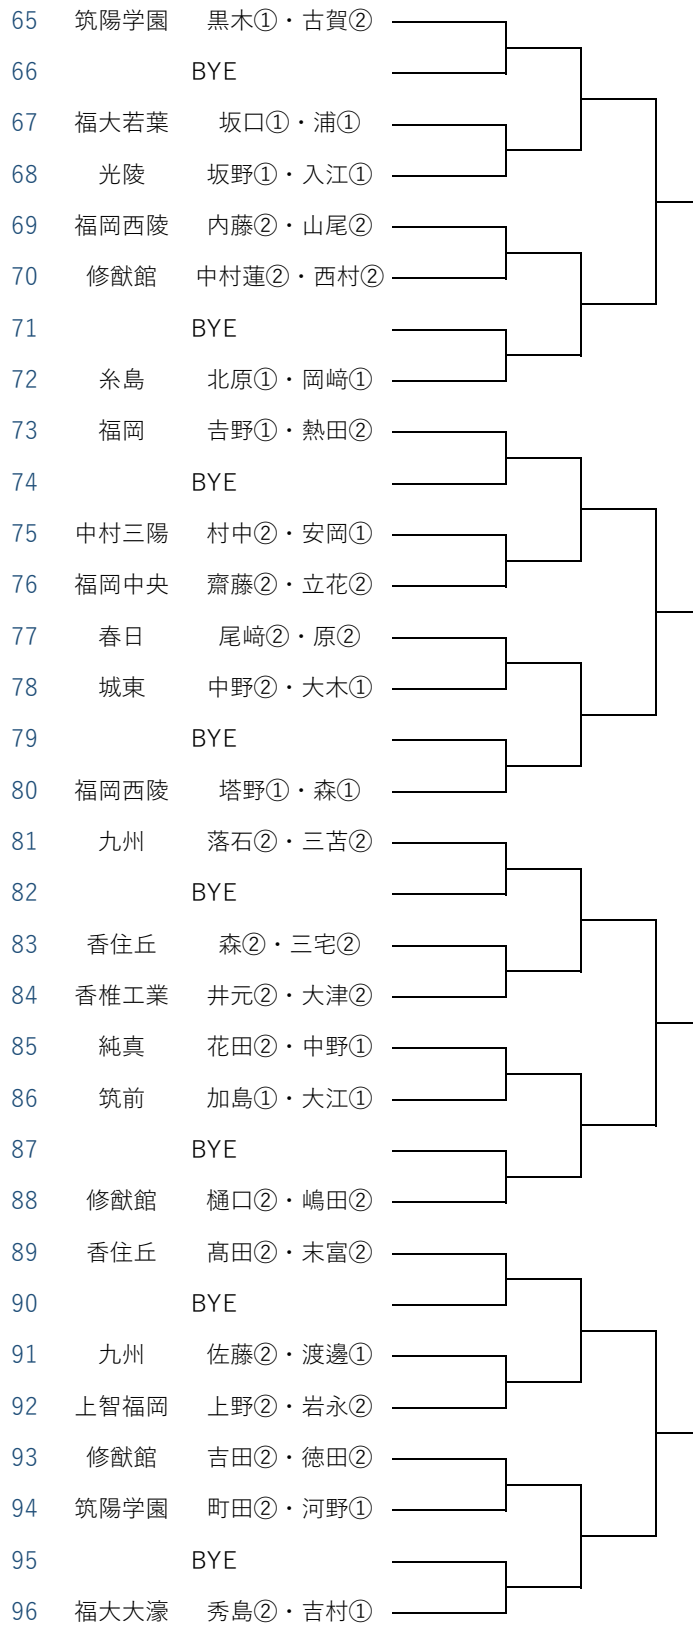 65 筑陽学園 黒木①・古賀②
66 BYE
67 福大若葉 坂口①・浦①
68 光陵 坂野①・入江①
69 福岡西陵 内藤②・山尾②
70 修猷館 中村蓮②・西村②
71 BYE
72 糸島 北原①・岡﨑①
73 福岡 𠮷野①・熱田②
74 BYE
75 中村三陽 村中②・安岡①
76 福岡中央 齋藤②・立花②
77 春日 尾﨑②・原②
78 城東 中野②・大木①
79 BYE
80 福岡西陵 塔野①・森①
81 九州 落石②・三苫②
82 BYE
83 香住丘 森②・三宅②
84 香椎工業 井元②・大津②
85 純真 花田②・中野①
86 筑前 加島①・大江①
87 BYE
88 修猷館 樋口②・嶋田②
89 香住丘 髙田②・末富②
90 BYE
91 九州 佐藤②・渡邊①
92 上智福岡 上野②・岩永②
93 修猷館 吉田②・徳田②
94 筑陽学園 町田②・河野①
95 BYE
96 福大大濠 秀島②・吉村①